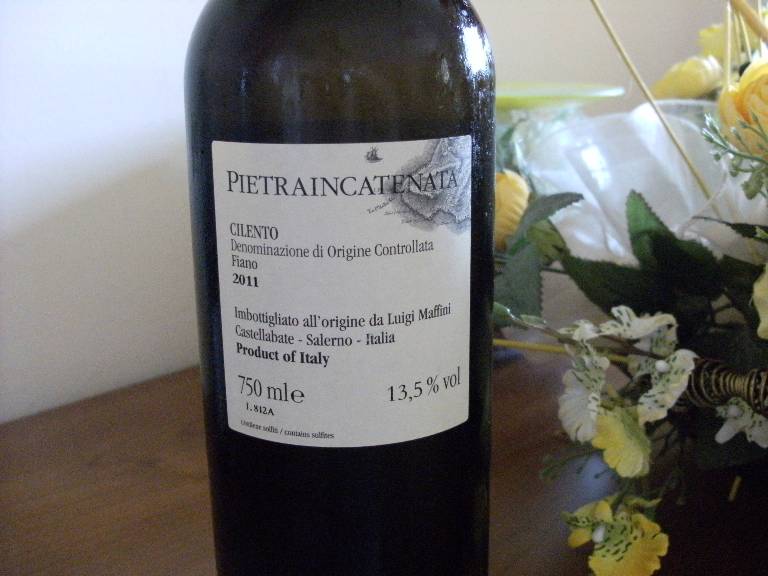 PIETRAINCATENATA
CILENTO
Denominazione di Origine Controllata
Fiano
2011
Imbottigliato all'origine da Luigi Maffini
Castellabate - Salerno - Italia
Product of Italy
750 ml e
13,5 % vol
L. 812A
contiene solfiti / contains sulfites